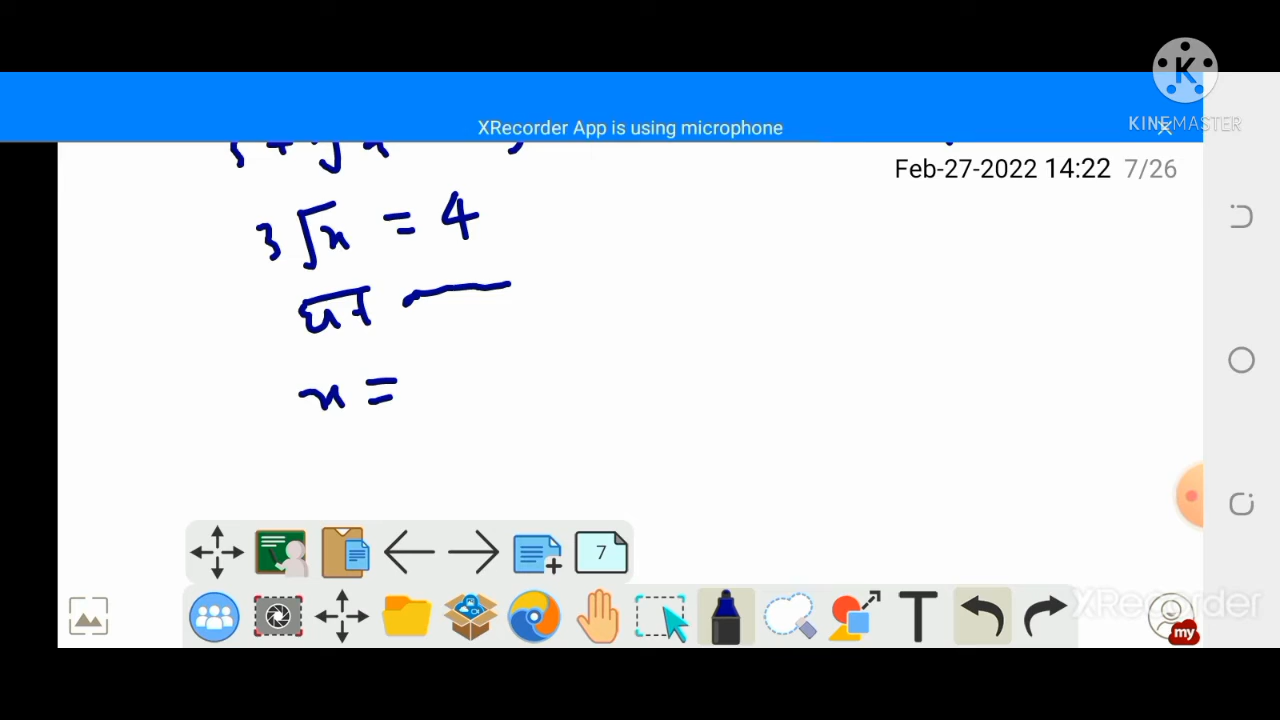 KINEMASTER
XRecorder App is using microphone
Feb-27-2022 14:22 7/26
3√x = 4
x =
7
T
XRecorder
my